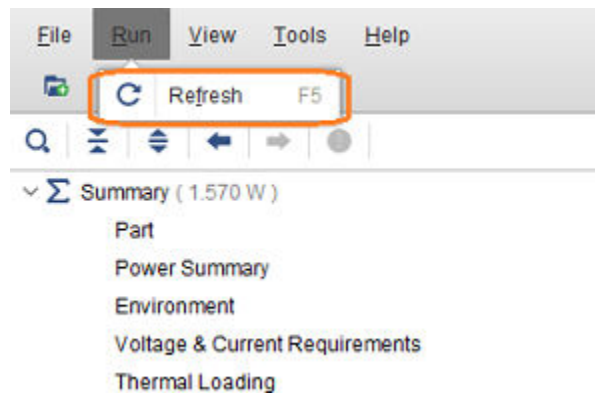 File Run View Tools Help
Refresh F5
Summary ( 1.570 W )
Part
Power Summary
Environment
Voltage & Current Requirements
Thermal Loading